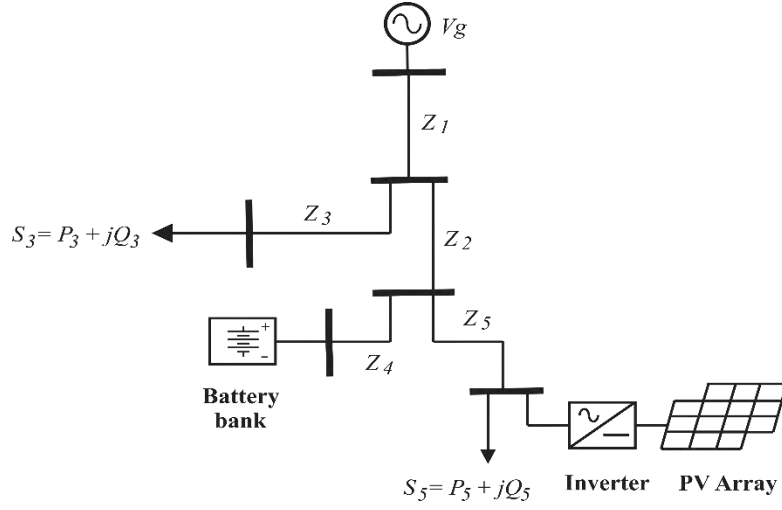 Vg
Z1
S3 = P3 + jQ3
Z3
Z2
Z5
+
-
Z4
Battery
bank
S5 = P5 + jQ5
Inverter
PV Array